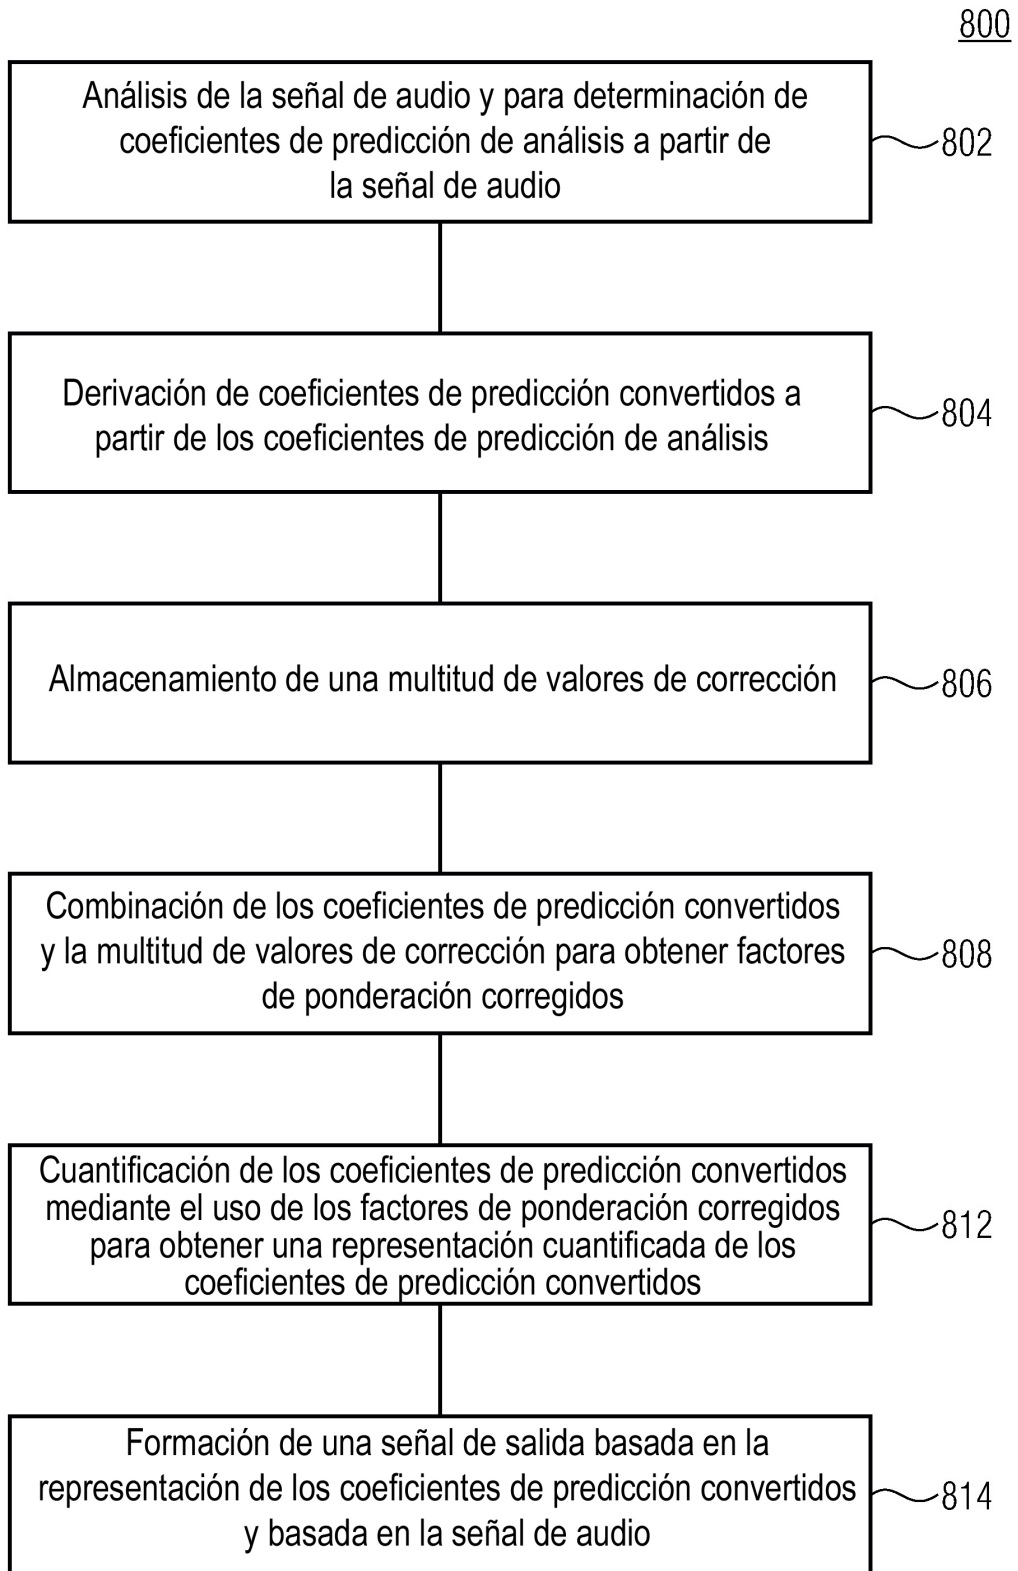 800
Análisis de la señal de audio y para determinación de
coeficientes de predicción de análisis a partir de
la señal de audio
802
Derivación de coeficientes de predicción convertidos a
partir de los coeficientes de predicción de análisis
804
Almacenamiento de una multitud de valores de corrección
806
Combinación de los coeficientes de predicción convertidos
y la multitud de valores de corrección para obtener factores
de ponderación corregidos
808
Cuantificación de los coeficientes de predicción convertidos
mediante el uso de los factores de ponderación corregidos
para obtener una representación cuantificada de los
coeficientes de predicción convertidos
812
Formación de una señal de salida basada en la
representación de los coeficientes de predicción convertidos
y basada en la señal de audio
814